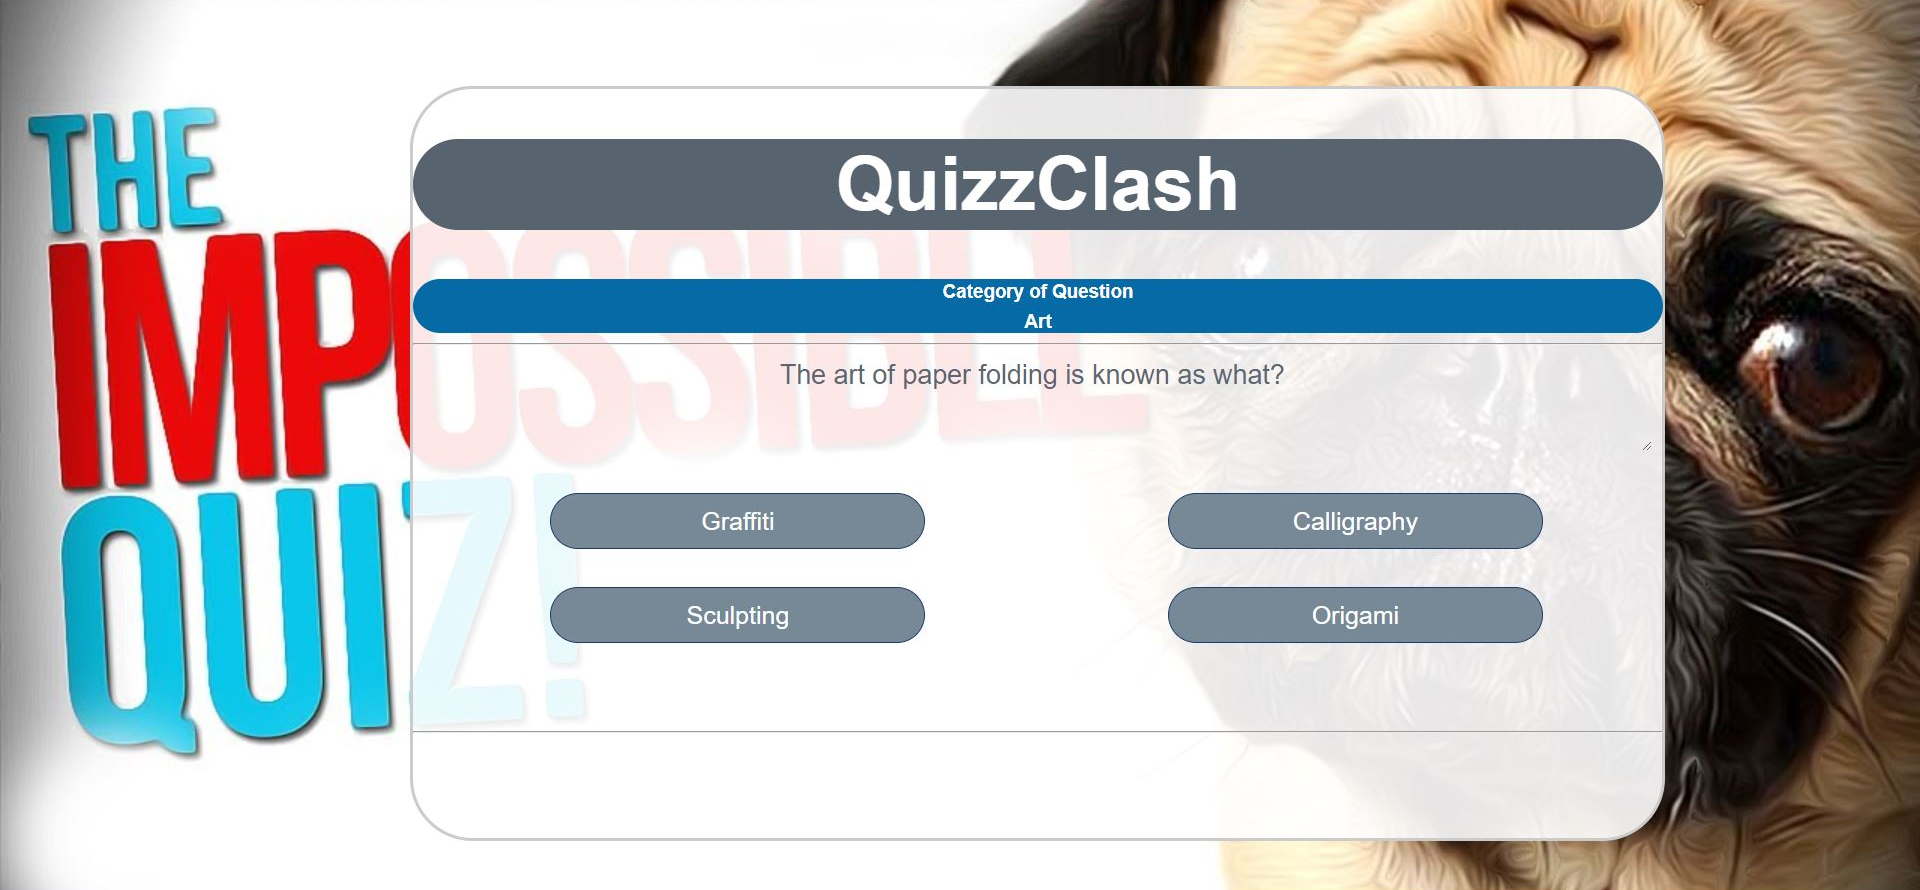 THE
IMPOSSIBLE
QUIZ!
QuizzClash
Category of Question
Art
The art of paper folding is known as what?
Graffiti
Calligraphy
Sculpting
Origami